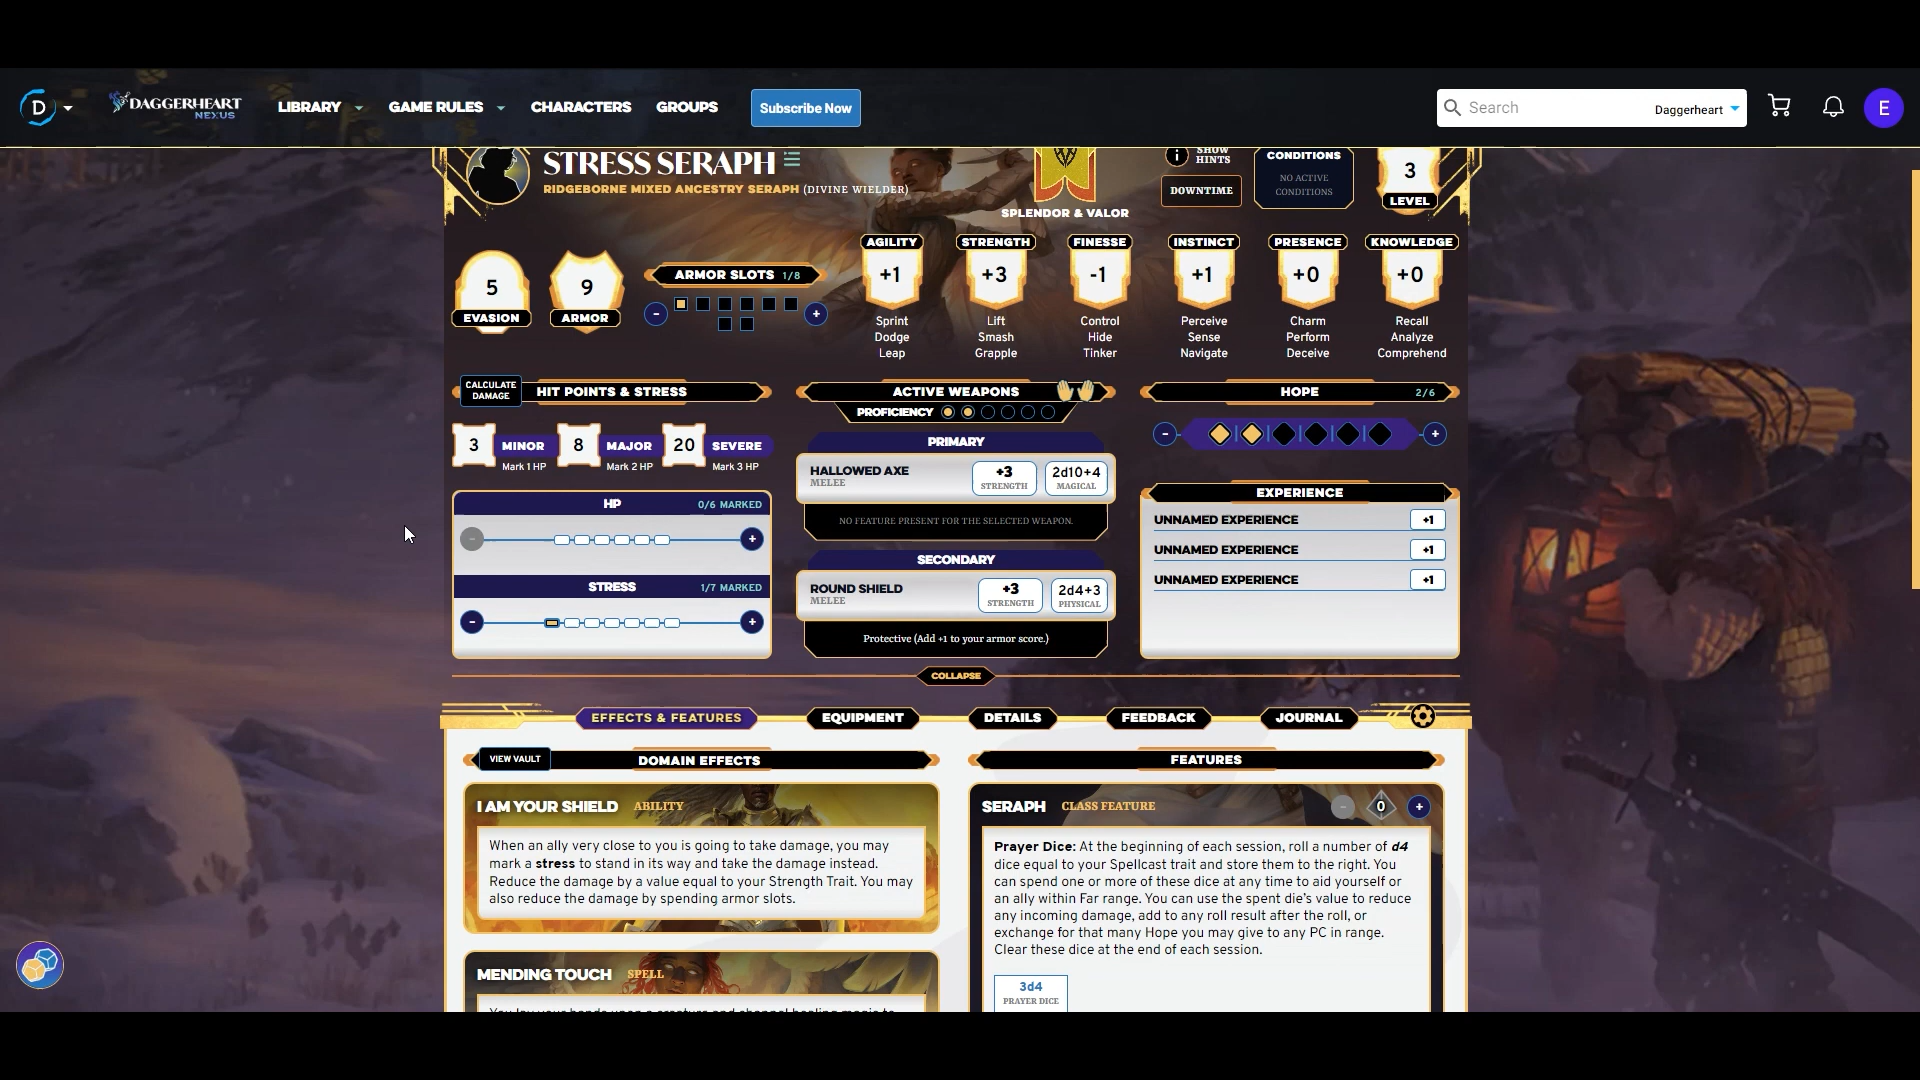 D
DAGGERHEART
NEXUS
LIBRARY
GAME RULES
CHARACTERS
GROUPS
Subscribe Now
Search
Daggerheart
E
STRESS SERAPH
RIDGEBORNE MIXED ANCESTRY SERAPH (DIVINE WIELDER)
SPLENDOR & VALOR
SHOW
HINTS
DOWNTIME
CONDITIONS
NO ACTIVE
CONDITIONS
3
LEVEL
5
EVASION
9
ARMOR
ARMOR SLOTS 1/8
-
+
AGILITY
+1
Sprint
Dodge
Leap
STRENGTH
+3
Lift
Smash
Grapple
FINESSE
-1
Control
Hide
Tinker
INSTINCT
+1
Perceive
Sense
Navigate
PRESENCE
+0
Charm
Perform
Deceive
KNOWLEDGE
+0
Recall
Analyze
Comprehend
CALCULATE
DAMAGE
HIT POINTS & STRESS
3
MINOR
Mark 1 HP
8
MAJOR
Mark 2 HP
20
SEVERE
Mark 3 HP
HP
0/6 MARKED
-
+
STRESS
1/7 MARKED
-
+
ACTIVE WEAPONS
PROFICIENCY
PRIMARY
HALLOWED AXE
MELEE
+3
STRENGTH
2d10+4
MAGICAL
NO FEATURE PRESENT FOR THE SELECTED WEAPON.
SECONDARY
ROUND SHIELD
MELEE
+3
STRENGTH
2d4+3
PHYSICAL
Protective (Add +1 to your armor score.)
HOPE
2/6
-
+
EXPERIENCE
UNNAMED EXPERIENCE +1
UNNAMED EXPERIENCE +1
UNNAMED EXPERIENCE +1
COLLAPSE
EFFECTS & FEATURES
EQUIPMENT
DETAILS
FEEDBACK
JOURNAL
VIEW VAULT
DOMAIN EFFECTS
I AM YOUR SHIELD ABILITY
When an ally very close to you is going to take damage, you may
mark a stress to stand in its way and take the damage instead.
Reduce the damage by a value equal to your Strength Trait. You may
also reduce the damage by spending armor slots.
MENDING TOUCH SPELL
You lay your hands upon a creature and channel healing magic to
FEATURES
SERAPH CLASS FEATURE
-
0
+
Prayer Dice: At the beginning of each session, roll a number of d4
dice equal to your Spellcast trait and store them to the right. You
can spend one or more of these dice at any time to aid yourself or
an ally within Far range. You can use the spent die's value to reduce
any incoming damage, add to any roll result after the roll, or
exchange for that many Hope you may give to any PC in range.
Clear these dice at the end of each session.
3d4
PRAYER DICE